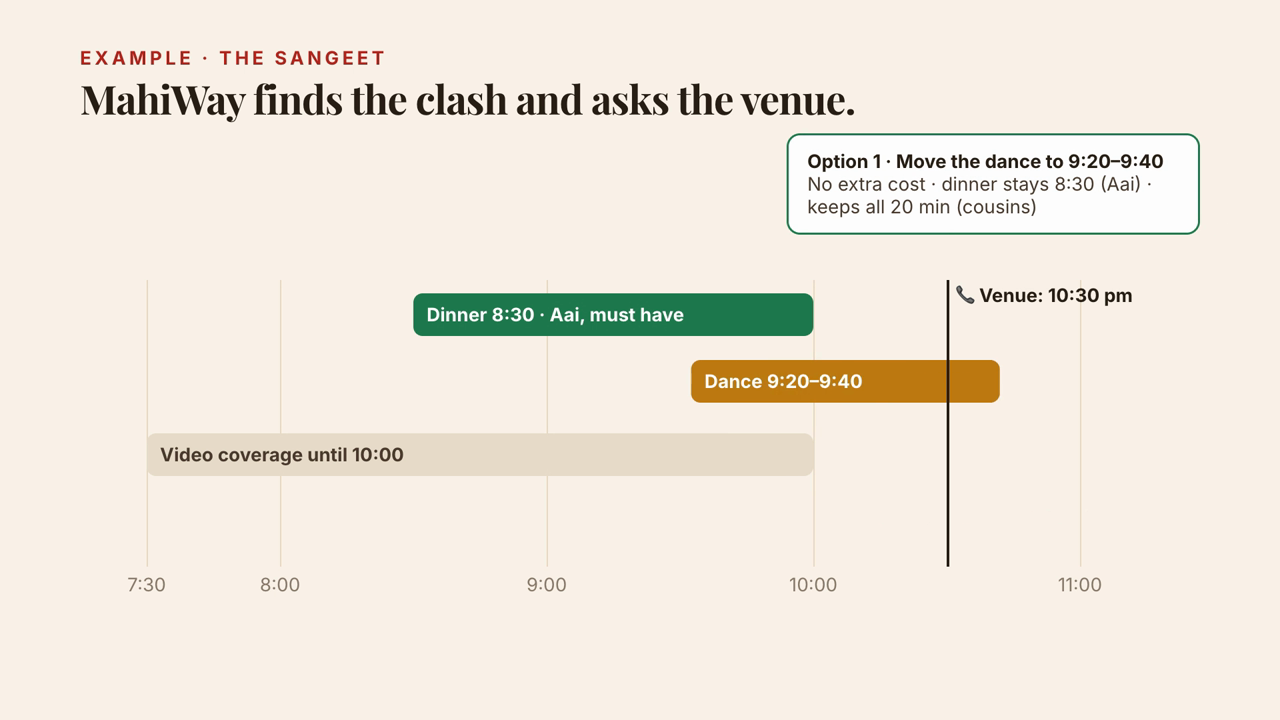 EXAMPLE · THE SANGEET
MahiWay finds the clash and asks the venue.
Option 1 · Move the dance to 9:20–9:40
No extra cost · dinner stays 8:30 (Aai) ·
keeps all 20 min (cousins)
Venue: 10:30 pm
Dinner 8:30 · Aai, must have
Dance 9:20–9:40
Video coverage until 10:00
7:30
8:00
9:00
10:00
11:00